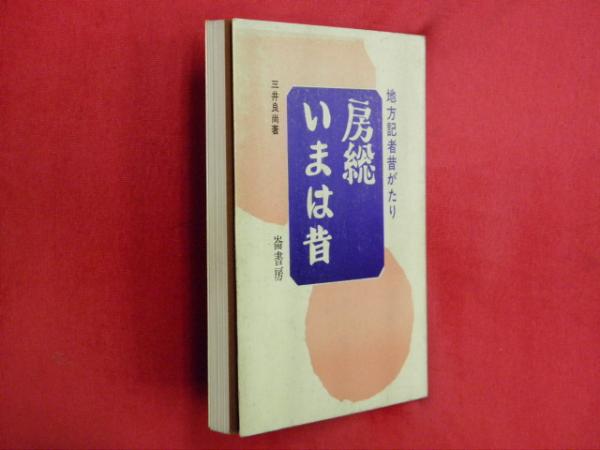 地方記者昔がたり
房総
いまは昔
三井良尚著
崙書房